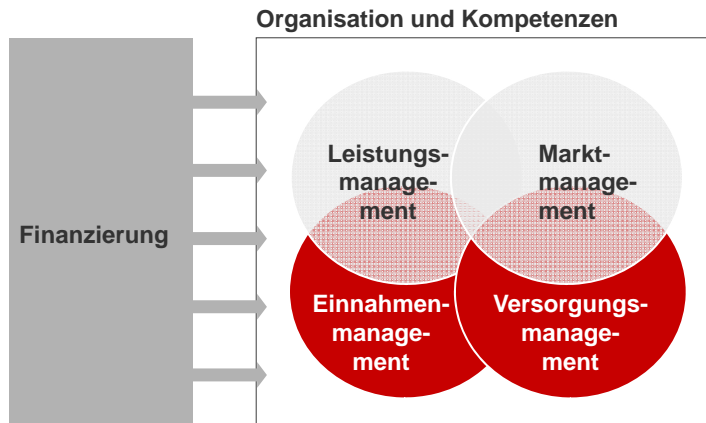 Organisation und Kompetenzen
Finanzierung
Leistungs-
manage-
ment
Markt-
manage-
ment
Einnahmen-
manage-
ment
Versorgungs-
manage-
ment